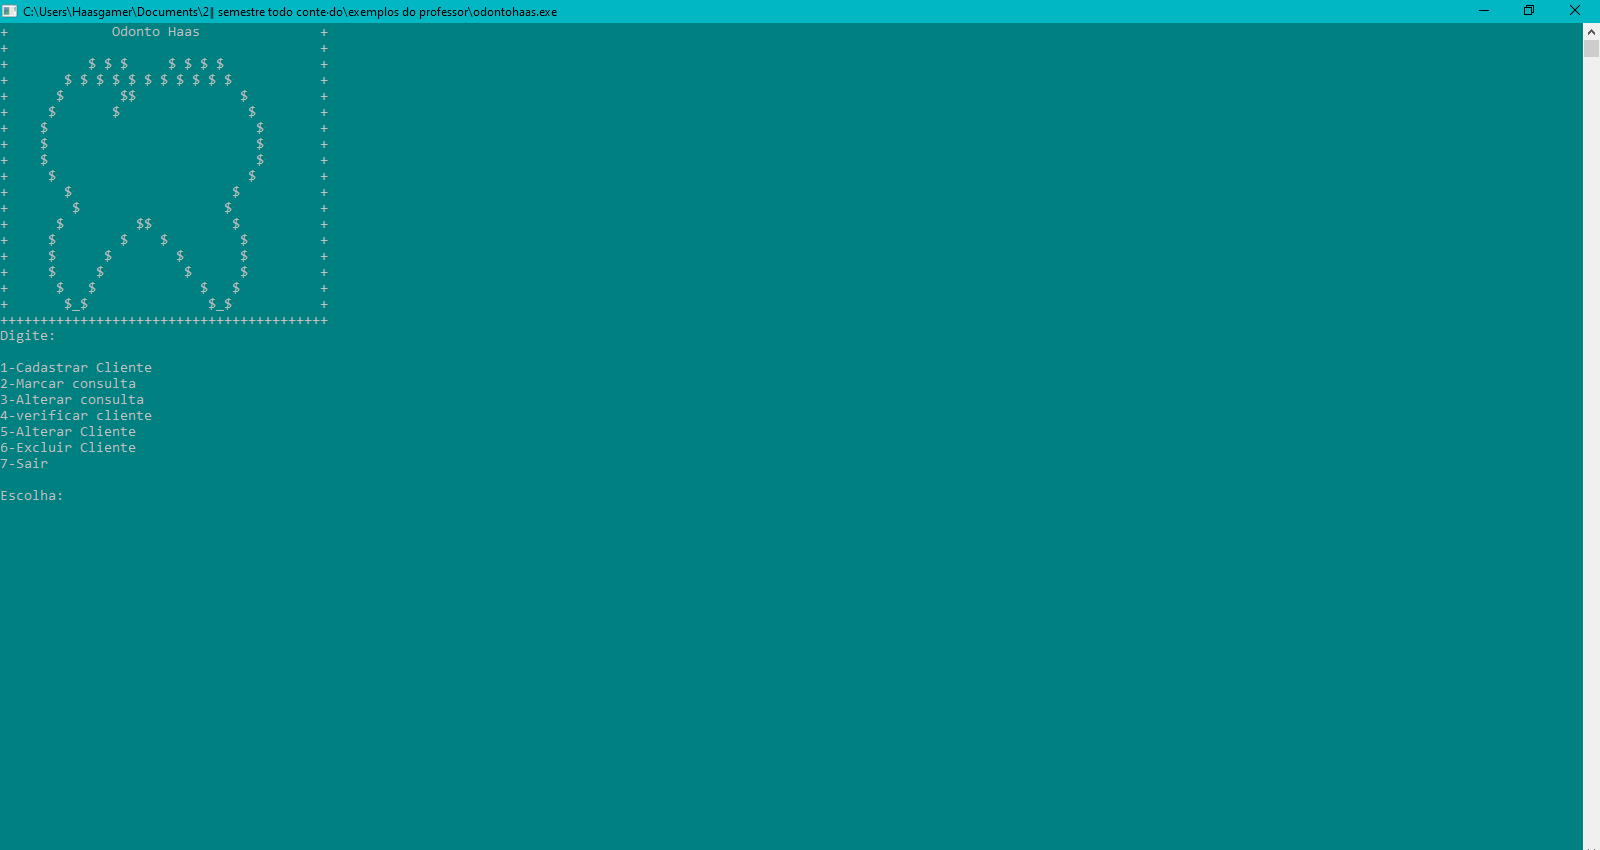 C:\Users\Haasgamer\Documents\2‖ semestre todo conte·do\exemplos do professor\odontohaas.exe
+             Odonto Haas               +
+                                       +
+          $ $ $     $ $ $ $            +
+       $ $ $ $ $ $ $ $ $ $ $           +
+      $       $$             $         +
+     $       $                $        +
+    $                          $       +
+    $                          $       +
+    $                          $       +
+     $                        $        +
+       $                    $          +
+        $                  $           +
+      $         $$          $          +
+     $        $    $         $         +
+     $      $        $       $         +
+     $     $          $      $         +
+      $   $             $   $          +
+       $_$               $_$           +
+++++++++++++++++++++++++++++++++++++++++
Digite:
1-Cadastrar Cliente
2-Marcar consulta
3-Alterar consulta
4-verificar cliente
5-Alterar Cliente
6-Excluir Cliente
7-Sair
Escolha: